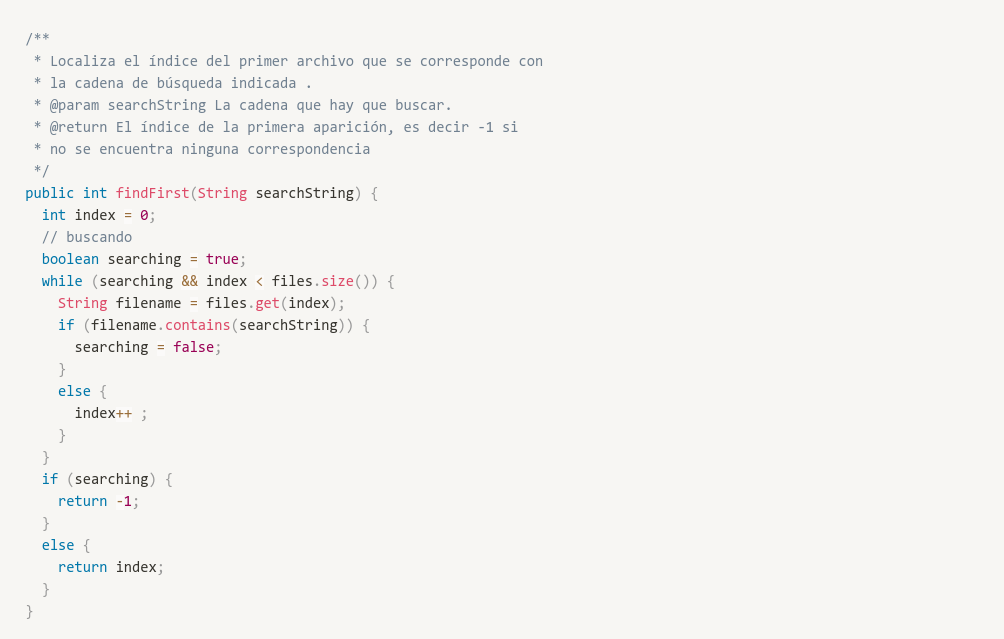 /**
 * Localiza el índice del primer archivo que se corresponde con
 * la cadena de búsqueda indicada .
 * @param searchString La cadena que hay que buscar.
 * @return El índice de la primera aparición, es decir -1 si
 * no se encuentra ninguna correspondencia
 */
public int findFirst(String searchString) {
  int index = 0;
  // buscando
  boolean searching = true;
  while (searching && index < files.size()) {
    String filename = files.get(index);
    if (filename.contains(searchString)) {
      searching = false;
    }
    else {
      index++ ;
    }
  }
  if (searching) {
    return -1;
  }
  else {
    return index;
  }
}